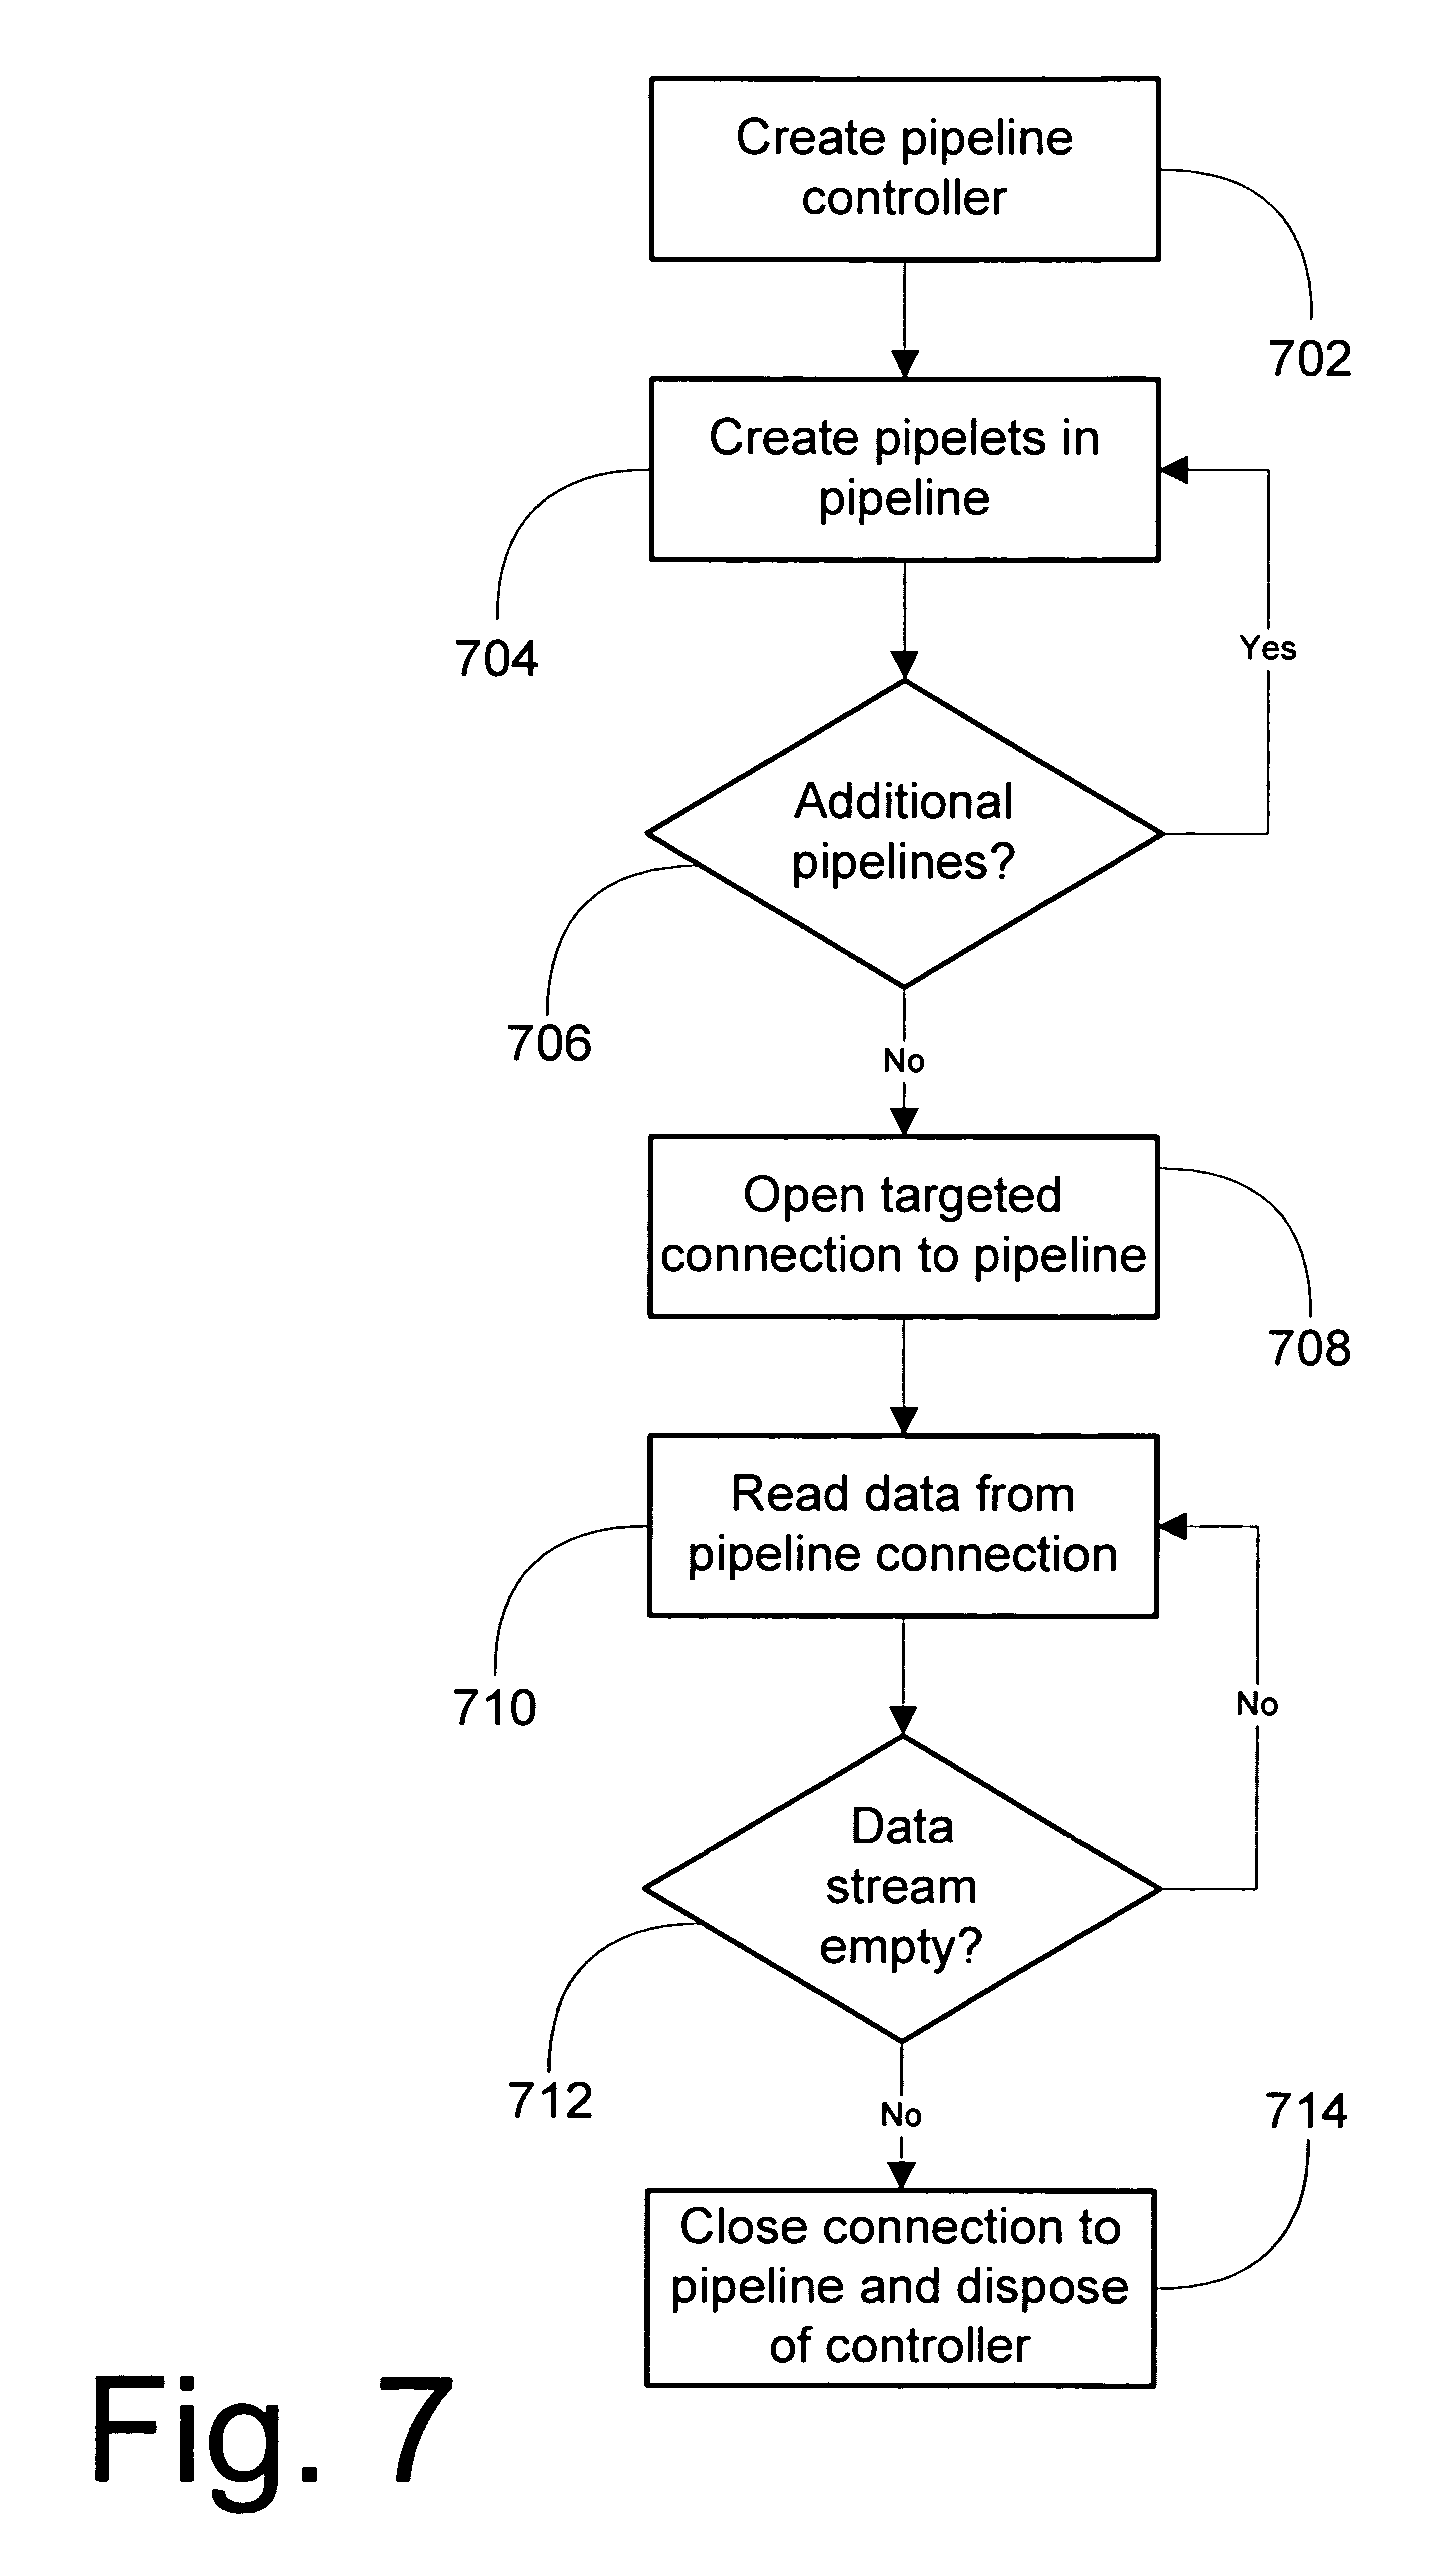 Create pipeline
controller
702
Create pipelets in
pipeline
704
Yes
Additional
pipelines?
706
No
Open targeted
connection to pipeline
708
Read data from
pipeline connection
710
No
Data
stream
empty?
712
No
714
Close connection to
pipeline and dispose
of controller
Fig. 7